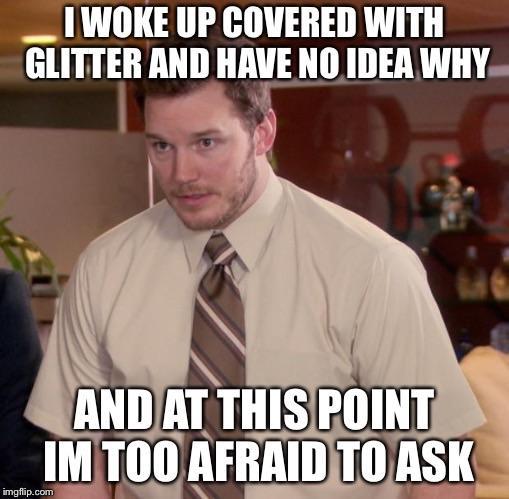 I WOKE UP COVERED WITH
GLITTER AND HAVE NO IDEA WHY
AND AT THIS POINT
IM TOO AFRAID TO ASK
imgflip.com